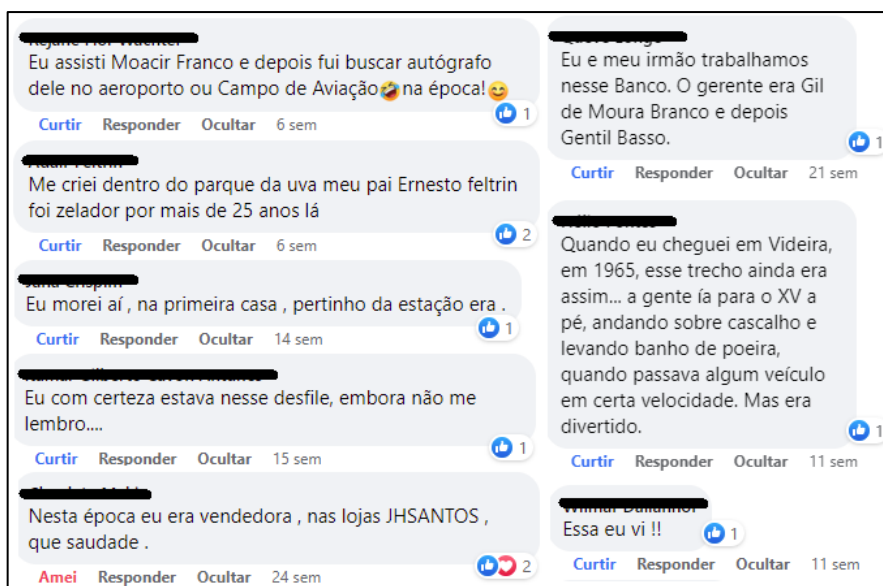 Eu assisti Moacir Franco e depois fui buscar autógrafo
dele no aeroporto ou Campo de Aviação🤣na época!😊
1
Curtir Responder Ocultar 6 sem
Me criei dentro do parque da uva meu pai Ernesto feltrin
foi zelador por mais de 25 anos lá
2
Curtir Responder Ocultar 6 sem
Eu morei aí , na primeira casa , pertinho da estação era .
1
Curtir Responder Ocultar 14 sem
Eu com certeza estava nesse desfile, embora não me
lembro....
1
Curtir Responder Ocultar 15 sem
Nesta época eu era vendedora , nas lojas JHSANTOS ,
que saudade .
2
Amei Responder Ocultar 24 sem
Eu e meu irmão trabalhamos
nesse Banco. O gerente era Gil
de Moura Branco e depois
Gentil Basso.
1
Curtir Responder Ocultar 21 sem
Quando eu cheguei em Videira,
em 1965, esse trecho ainda era
assim... a gente ía para o XV a
pé, andando sobre cascalho e
levando banho de poeira,
quando passava algum veículo
em certa velocidade. Mas era
divertido.
1
Curtir Responder Ocultar 11 sem
Essa eu vi !!
1
Curtir Responder Ocultar 11 sem